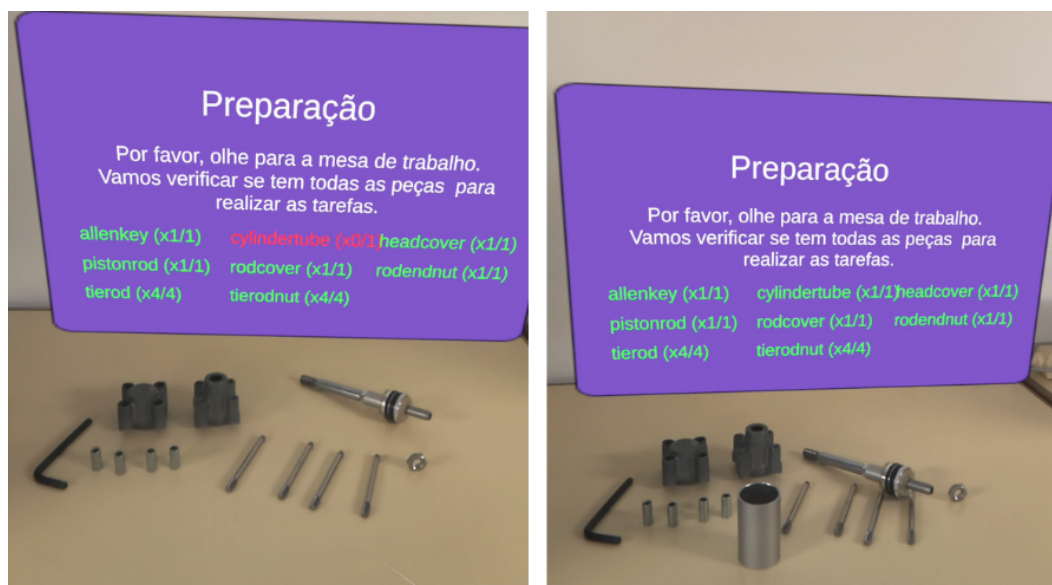 Preparação
Por favor, olhe para a mesa de trabalho.
Vamos verificar se tem todas as peças para
realizar as tarefas.
allenkey (x1/1) cylindertube (x0/1) headcover (x1/1)
pistonrod (x1/1) rodcover (x1/1) rodendnut (x1/1)
tierod (x4/4) tierodnut (x4/4)
Preparação
Por favor, olhe para a mesa de trabalho.
Vamos verificar se tem todas as peças para
realizar as tarefas.
allenkey (x1/1) cylindertube (x1/1) headcover (x1/1)
pistonrod (x1/1) rodcover (x1/1) rodendnut (x1/1)
tierod (x4/4) tierodnut (x4/4)